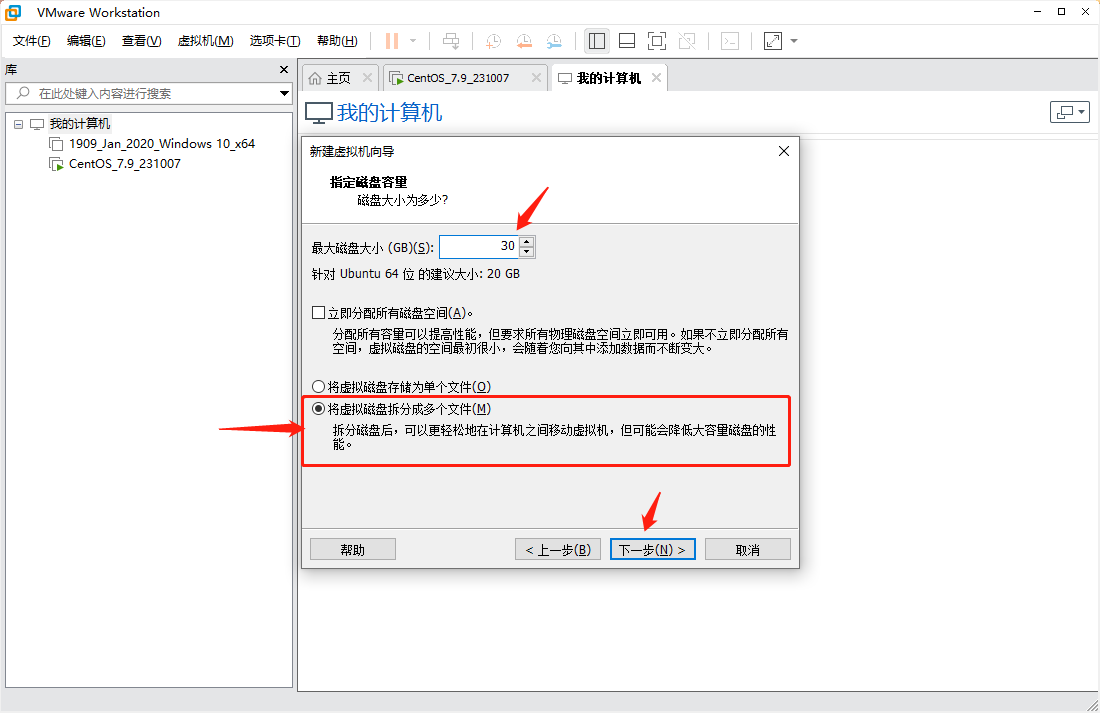 VMware Workstation
文件(F) 编辑(E) 查看(V) 虚拟机(M) 选项卡(T) 帮助(H)
库
在此处键入内容进行搜索
我的计算机
1909_Jan_2020_Windows 10_x64
CentOS_7.9_231007
主页 CentOS_7.9_231007 我的计算机
我的计算机
新建虚拟机向导
指定磁盘容量
磁盘大小为多少?
最大磁盘大小 (GB)(S): 30
针对 Ubuntu 64 位 的建议大小: 20 GB
立即分配所有磁盘空间(A)。
分配所有容量可以提高性能，但要求所有物理磁盘空间立即可用。如果不立即分配所有
空间，虚拟磁盘的空间最初很小，会随着您向其中添加数据而不断变大。
将虚拟磁盘存储为单个文件(O)
将虚拟磁盘拆分成多个文件(M)
拆分磁盘后，可以更轻松地在计算机之间移动虚拟机，但可能会降低大容量磁盘的性
能。
帮助 < 上一步(B) 下一步(N) > 取消